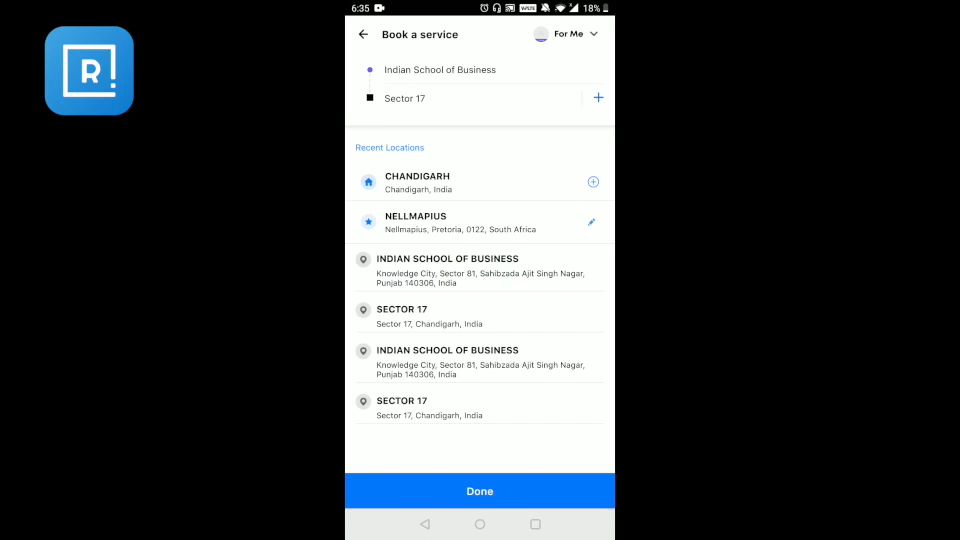 R
6:35
VoLTE
18%
Book a service
For Me
Indian School of Business
Sector 17
Recent Locations
CHANDIGARH
Chandigarh, India
NELLMAPIUS
Nellmapius, Pretoria, 0122, South Africa
INDIAN SCHOOL OF BUSINESS
Knowledge City, Sector 81, Sahibzada Ajit Singh Nagar,
Punjab 140306, India
SECTOR 17
Sector 17, Chandigarh, India
INDIAN SCHOOL OF BUSINESS
Knowledge City, Sector 81, Sahibzada Ajit Singh Nagar,
Punjab 140306, India
SECTOR 17
Sector 17, Chandigarh, India
Done